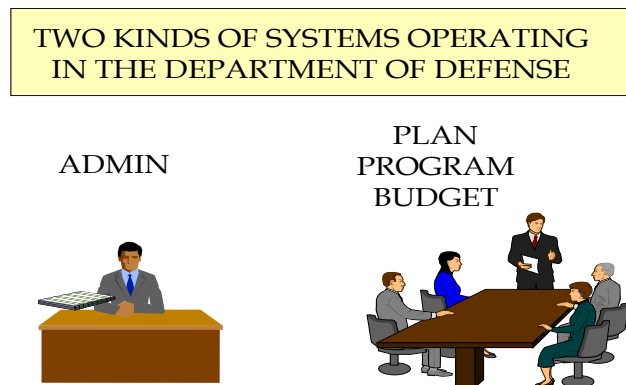 TWO KINDS OF SYSTEMS OPERATING
IN THE DEPARTMENT OF DEFENSE
ADMIN
PLAN
PROGRAM
BUDGET